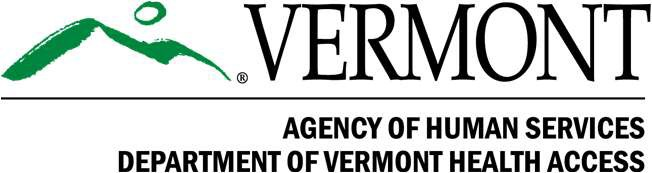 ® VERMONT
AGENCY OF HUMAN SERVICES
DEPARTMENT OF VERMONT HEALTH ACCESS